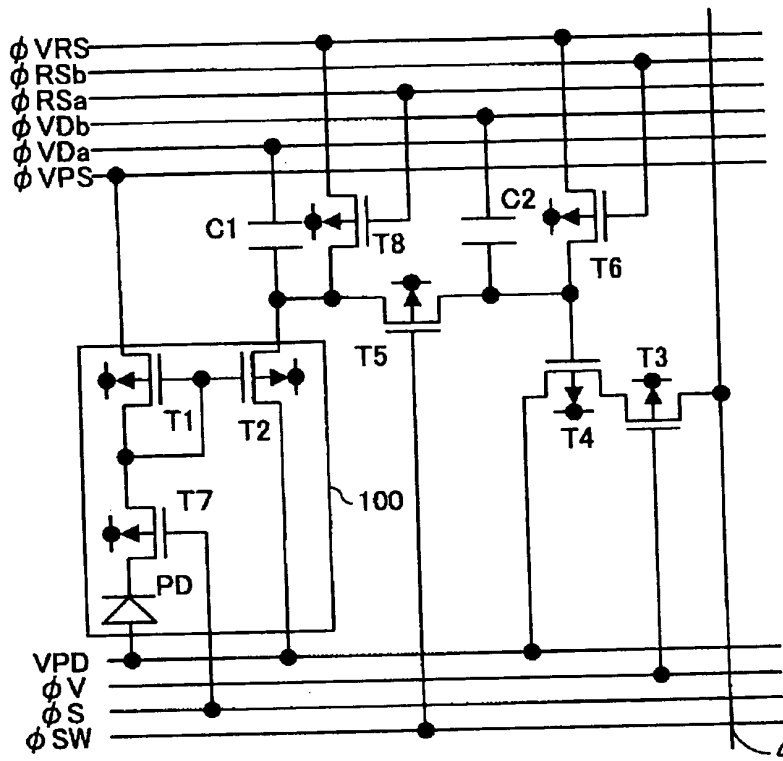 φVRS
φRSb
φRSa
φVDb
φVDa
φVPS
C1
T8
C2
T6
T5
T3
T4
T1
T2
T7
100
PD
VPD
φV
φS
φSW